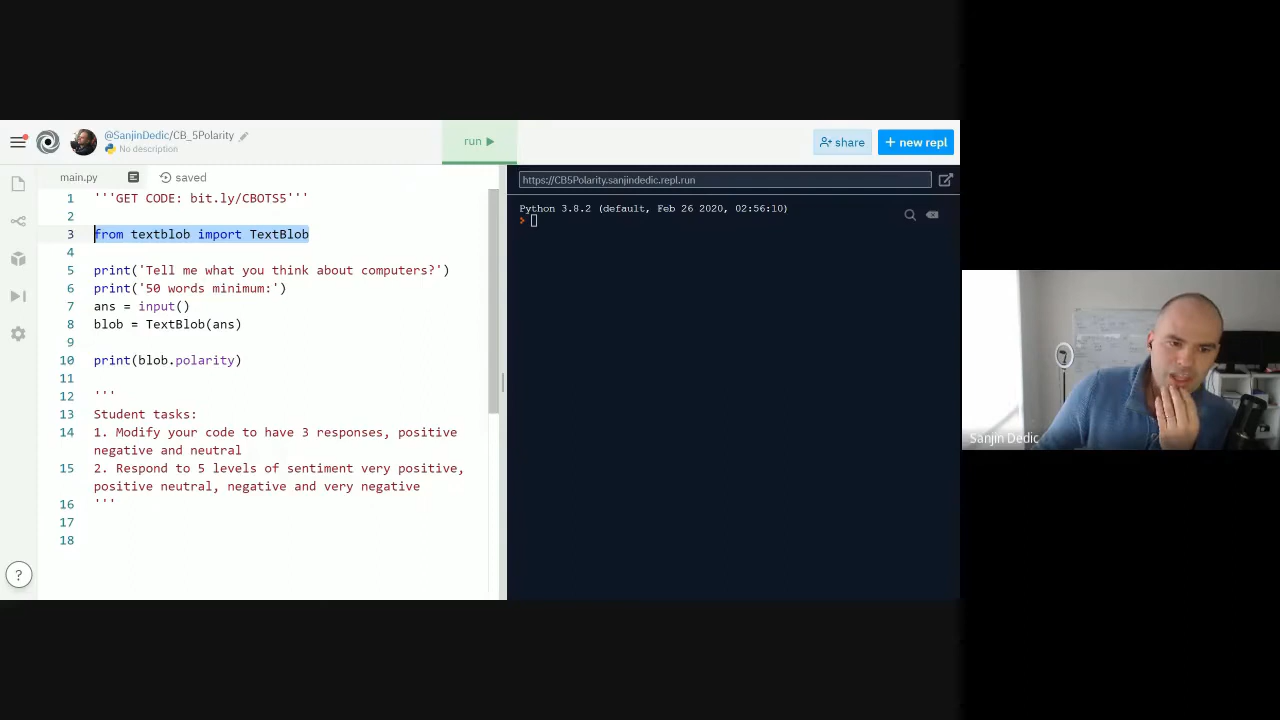 @SanjinDedic/CB_5Polarity
No description
run
share
+ new repl
main.py
saved
https://CB5Polarity.sanjindedic.repl.run
1 '''GET CODE: bit.ly/CBOTS5'''
2
3 from textblob import TextBlob
4
5 print('Tell me what you think about computers?')
6 print('50 words minimum:')
7 ans = input()
8 blob = TextBlob(ans)
9
10 print(blob.polarity)
11
12 '''
13 Student tasks:
14 1. Modify your code to have 3 responses, positive
negative and neutral
15 2. Respond to 5 levels of sentiment very positive,
positive neutral, negative and very negative
16 '''
17
18
?
Python 3.8.2 (default, Feb 26 2020, 02:56:10)
>
Sanjin Dedic